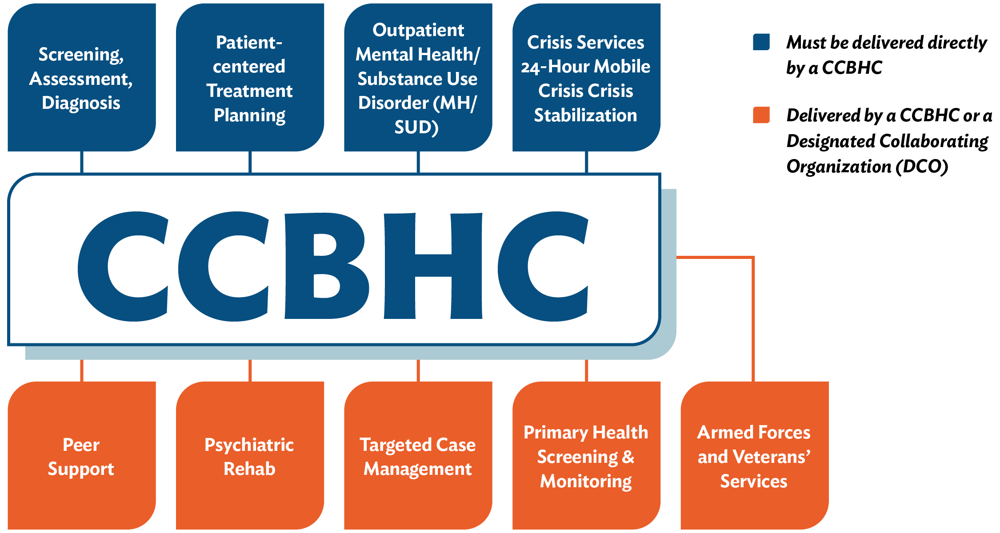 Screening,
Assessment,
Diagnosis
Patient-
centered
Treatment
Planning
Outpatient
Mental Health/
Substance Use
Disorder (MH/
SUD)
Crisis Services
24-Hour Mobile
Crisis Crisis
Stabilization
Must be delivered directly
by a CCBHC
Delivered by a CCBHC or a
Designated Collaborating
Organization (DCO)
CCBHC
Peer
Support
Psychiatric
Rehab
Targeted Case
Management
Primary Health
Screening &
Monitoring
Armed Forces
and Veterans’
Services